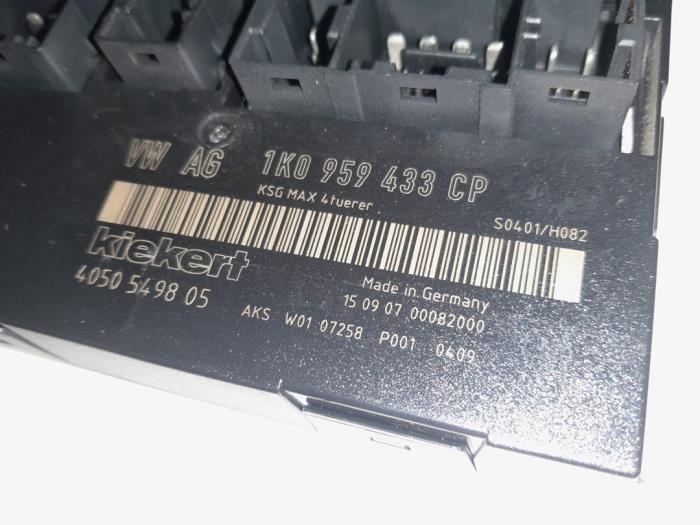 VW AG 1K0 959 433 CP
KSG MAX 4tuerer S0401/H082
kiekert
4050 5498 05
Made in Germany
15 09 07 00082000
AKS W01 07258 P001 0409